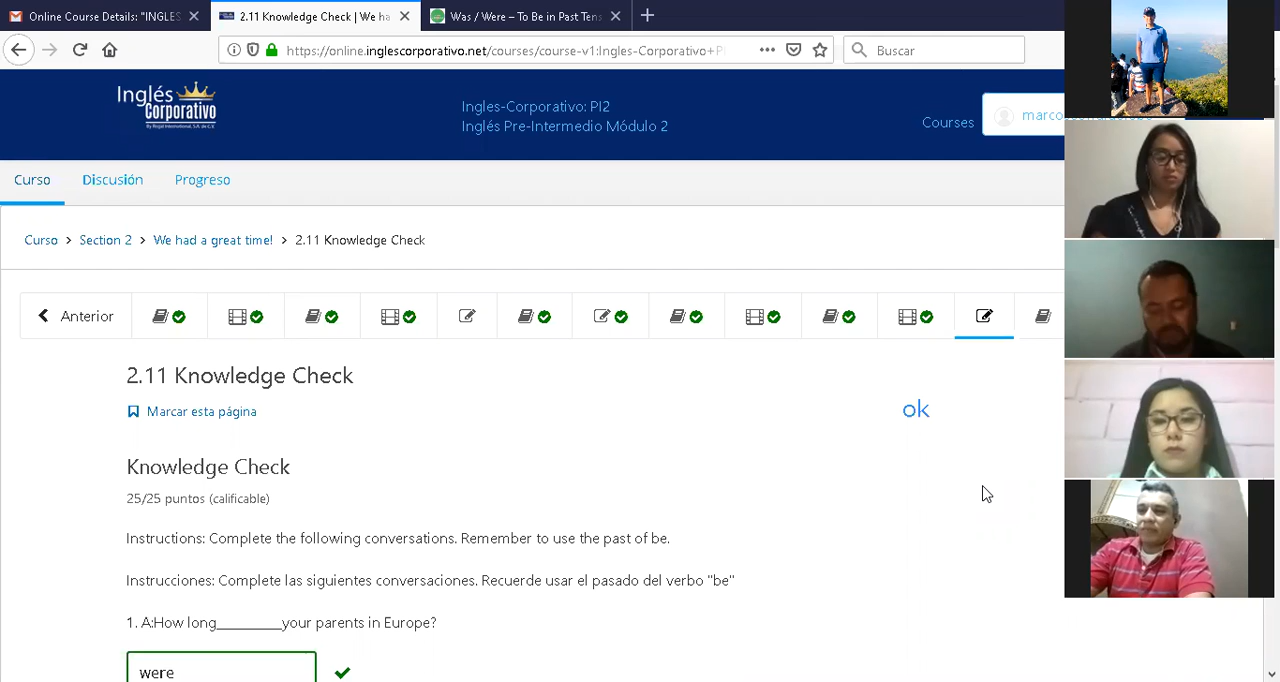 Online Course Details: "INGLES
2.11 Knowledge Check | We ha
Was / Were – To Be in Past Tens
https://online.inglescorporativo.net/courses/course-v1:Ingles-Corporativo+P
Buscar
Inglés
Corporativo
By Royal International, S.A. de C.V.
Ingles-Corporativo: PI2
Inglés Pre-Intermedio Módulo 2
Courses
marco
Curso
Discusión
Progreso
Curso > Section 2 > We had a great time! > 2.11 Knowledge Check
Anterior
2.11 Knowledge Check
Marcar esta página
ok
Knowledge Check
25/25 puntos (calificable)
Instructions: Complete the following conversations. Remember to use the past of be.
Instrucciones: Complete las siguientes conversaciones. Recuerde usar el pasado del verbo "be"
1. A:How long_________your parents in Europe?
were